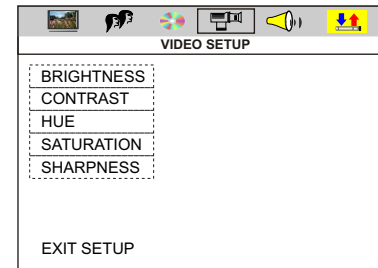 VIDEO SETUP
BRIGHTNESS
CONTRAST
HUE
SATURATION
SHARPNESS
EXIT SETUP